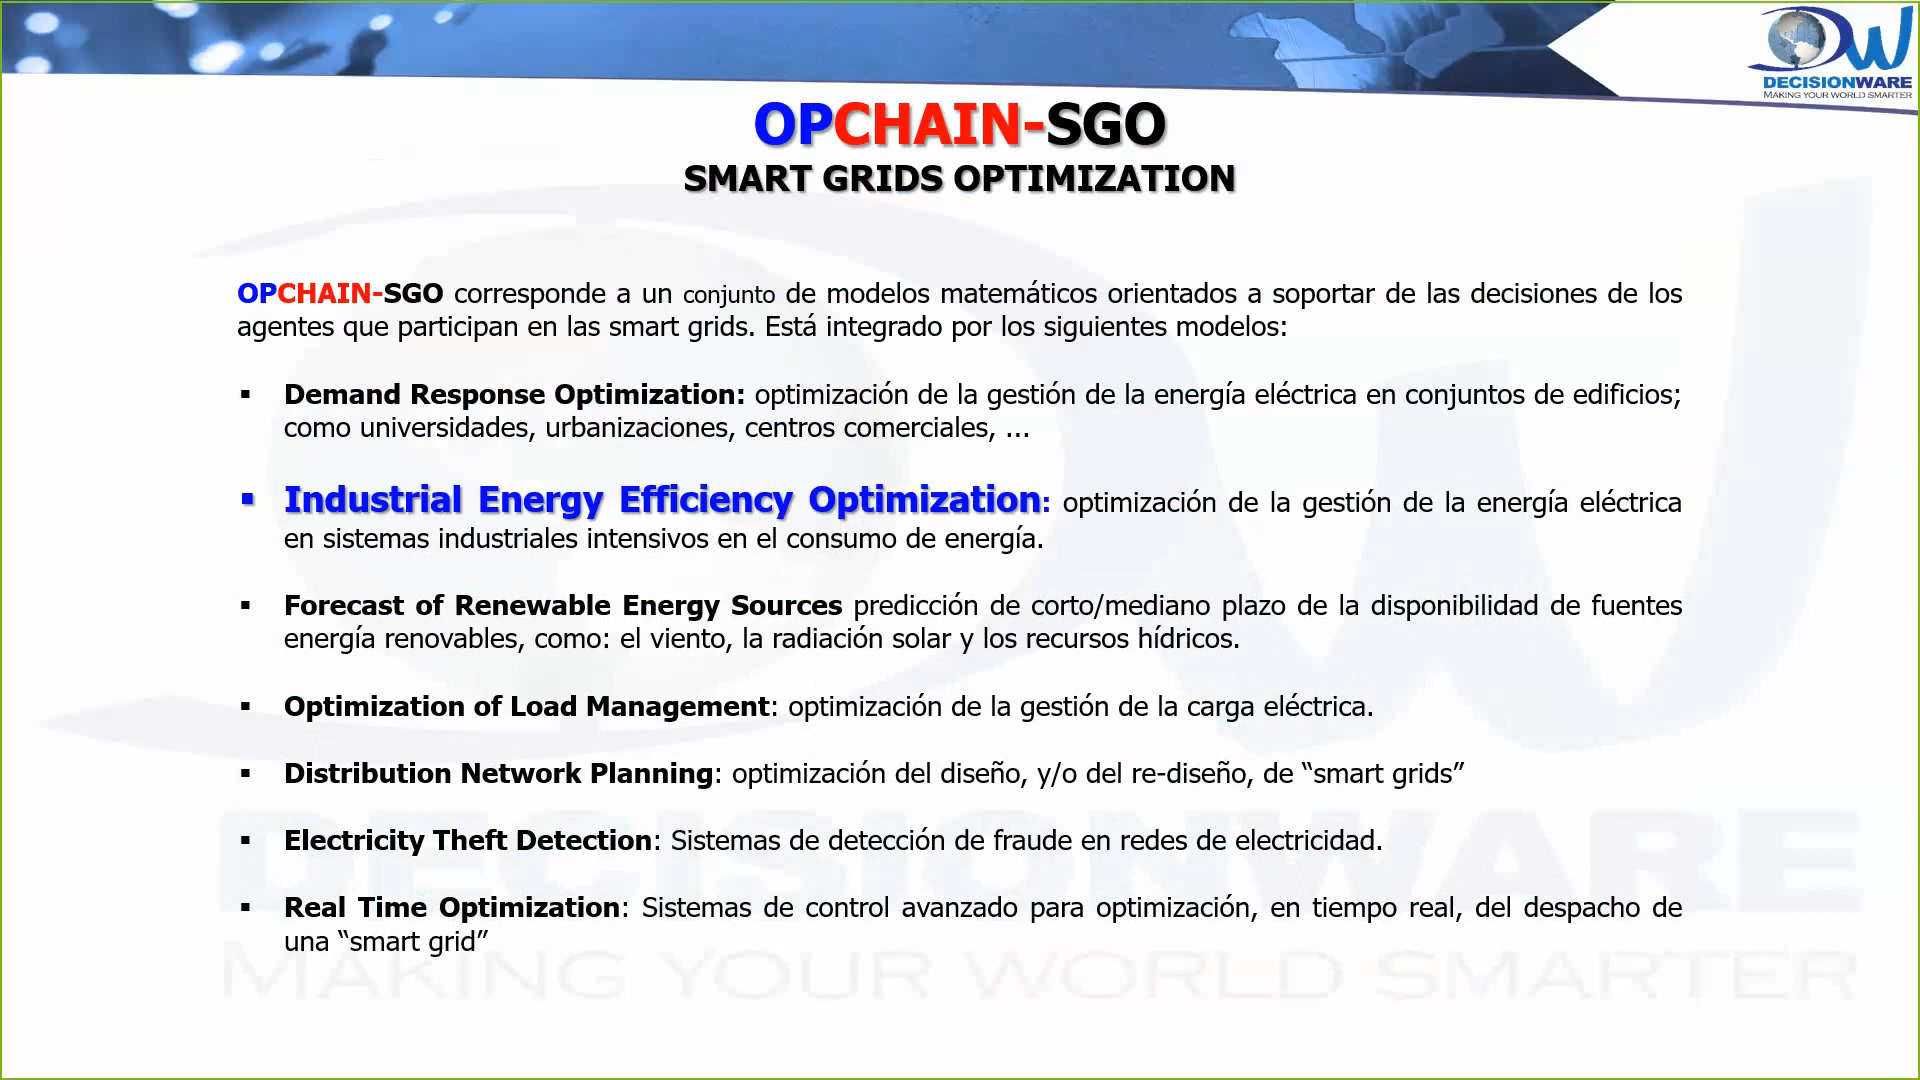 DECISIONWARE
MAKING YOUR WORLD SMARTER
OPCHAIN-SGO
SMART GRIDS OPTIMIZATION
OPCHAIN-SGO corresponde a un conjunto de modelos matemáticos orientados a soportar de las decisiones de los
agentes que participan en las smart grids. Está integrado por los siguientes modelos:
▪ Demand Response Optimization: optimización de la gestión de la energía eléctrica en conjuntos de edificios;
como universidades, urbanizaciones, centros comerciales, ...
▪ Industrial Energy Efficiency Optimization: optimización de la gestión de la energía eléctrica
en sistemas industriales intensivos en el consumo de energía.
▪ Forecast of Renewable Energy Sources predicción de corto/mediano plazo de la disponibilidad de fuentes
energía renovables, como: el viento, la radiación solar y los recursos hídricos.
▪ Optimization of Load Management: optimización de la gestión de la carga eléctrica.
▪ Distribution Network Planning: optimización del diseño, y/o del re-diseño, de “smart grids”
▪ Electricity Theft Detection: Sistemas de detección de fraude en redes de electricidad.
▪ Real Time Optimization: Sistemas de control avanzado para optimización, en tiempo real, del despacho de
una “smart grid”
DECISIONWARE
MAKING YOUR WORLD SMARTER